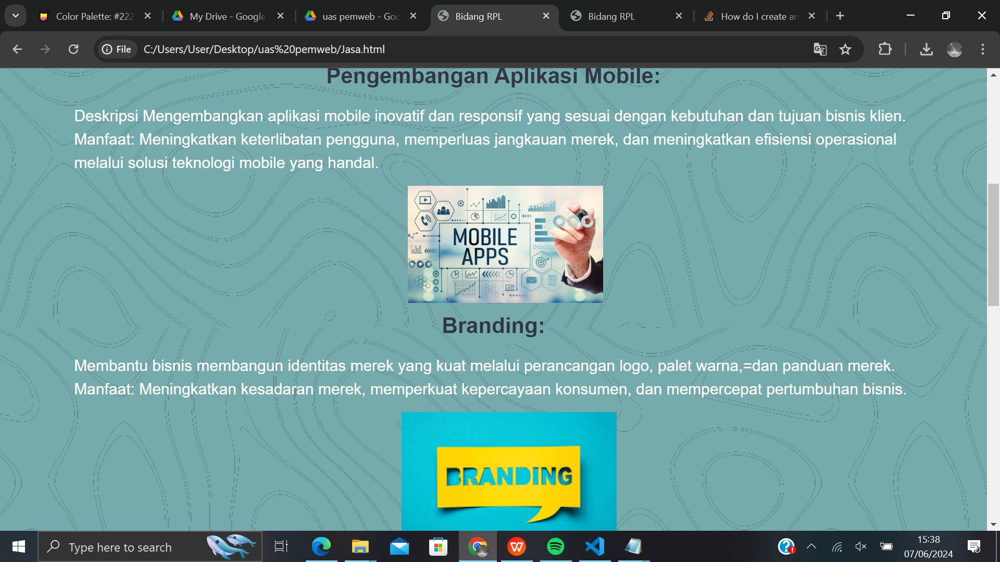 Color Palette: #222
My Drive - Google
uas pemweb - Goo
Bidang RPL
Bidang RPL
How do I create an
File
C:/Users/User/Desktop/uas%20pemweb/Jasa.html
Pengembangan Aplikasi Mobile:
Deskripsi Mengembangkan aplikasi mobile inovatif dan responsif yang sesuai dengan kebutuhan dan tujuan bisnis klien.
Manfaat: Meningkatkan keterlibatan pengguna, memperluas jangkauan merek, dan meningkatkan efisiensi operasional
melalui solusi teknologi mobile yang handal.
MOBILE
APPS
Branding:
Membantu bisnis membangun identitas merek yang kuat melalui perancangan logo, palet warna,=dan panduan merek.
Manfaat: Meningkatkan kesadaran merek, memperkuat kepercayaan konsumen, dan mempercepat pertumbuhan bisnis.
BRANDING
Type here to search
15:38
07/06/2024